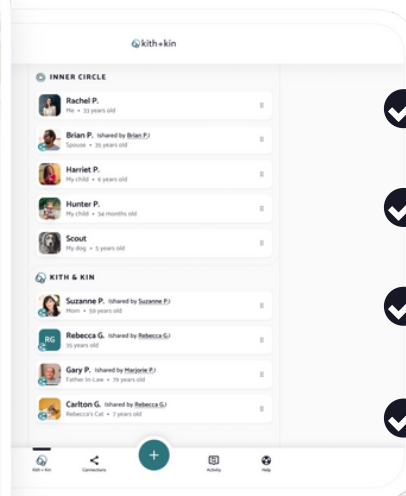 kith+kin
INNER CIRCLE
Rachel P.
Me • 33 years old
Brian P. (shared by Brian P.)
Spouse • 35 years old
Harriet P.
My child • 6 years old
Hunter P.
My child • 34 months old
Scout
My dog • 5 years old
KITH & KIN
Suzanne P. (shared by Suzanne P.)
Mom • 59 years old
RG
Rebecca G. (shared by Rebecca G.)
35 years old
Gary P. (shared by Marjorie P.)
Father In-Law • 79 years old
Carlton G. (shared by Rebecca G.)
Rebecca's Cat • 7 years old
Kith + Kin
Connections
Activity
Help